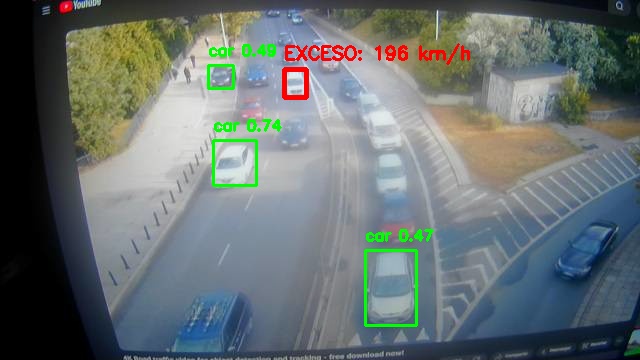 YouTube
car 0.49
EXCESO: 196 km/h
car 0.74
car 0.47
4K Road traffic video for object detection and tracking - free download now!